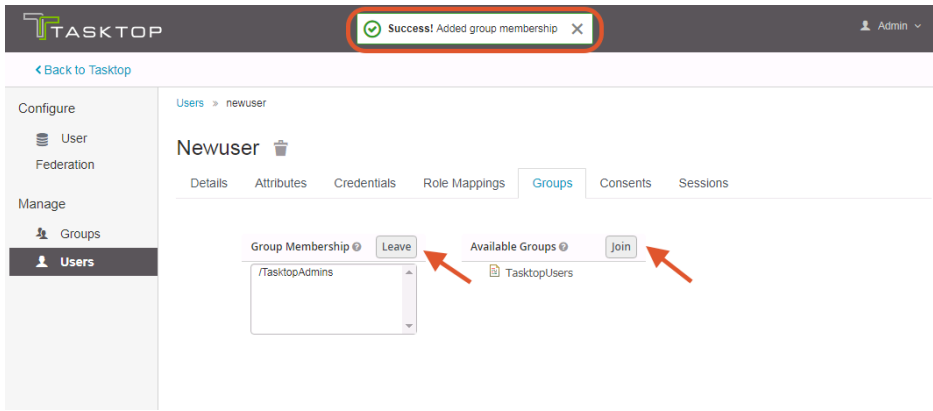 TASKTOP
Success! Added group membership
Admin
Back to Tasktop
Configure
User
Federation
Manage
Groups
Users
Users » newuser
Newuser
Details Attributes Credentials Role Mappings Groups Consents Sessions
Group Membership Leave Available Groups Join
/TasktopAdmins
TasktopUsers